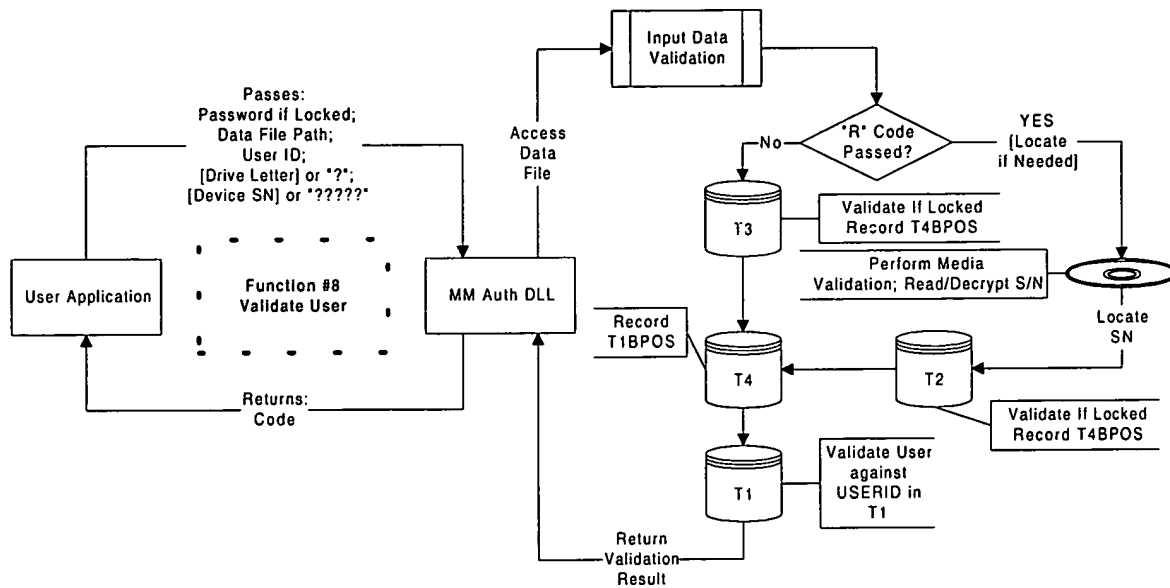 Input Data
Validation
Passes:
Password if Locked;
Data File Path;
User ID;
[Drive Letter] or "?";
[Device SN] or "?????"
Access
Data
File
"R" Code
Passed?
No
YES
[Locate
if Needed]
T3
Validate If Locked
Record T4BPOS
User Application
Function #8
Validate User
MM Auth DLL
Perform Media
Validation; Read/Decrypt S/N
Locate
SN
Record
T1BPOS
T4
T2
Validate If Locked
Record T4BPOS
Returns:
Code
T1
Validate User
against
USERID in
T1
Return
Validation
Result